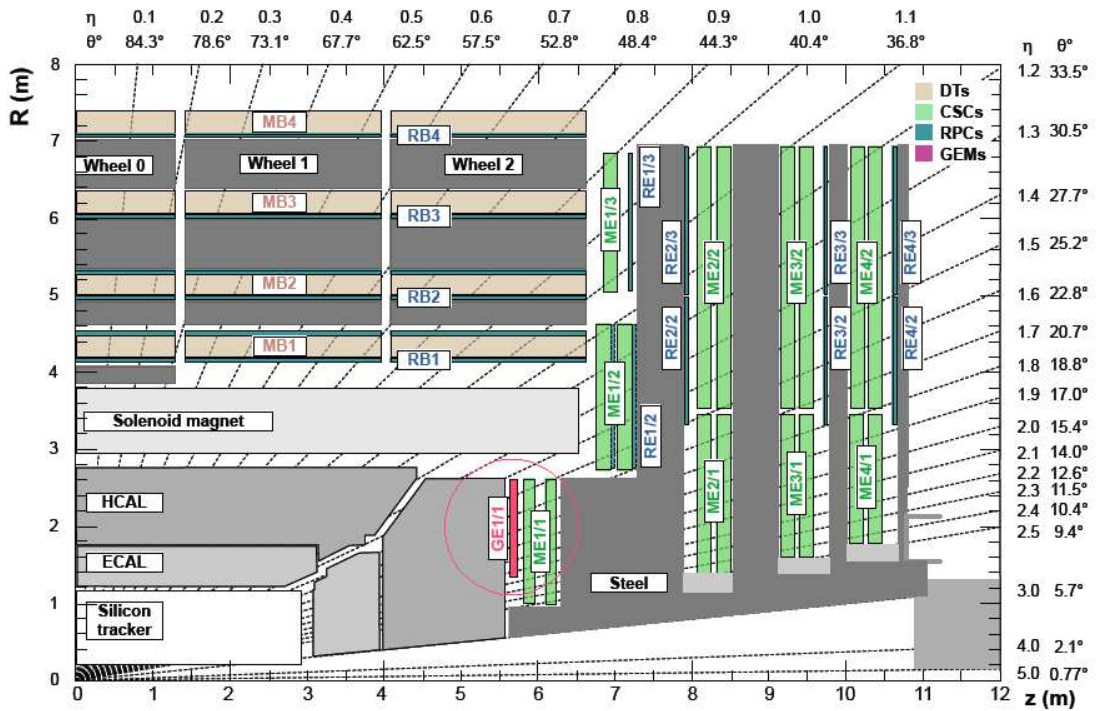 η 0.1 0.2 0.3 0.4 0.5 0.6 0.7 0.8 0.9 1.0 1.1
θ° 84.3° 78.6° 73.1° 67.7° 62.5° 57.5° 52.8° 48.4° 44.3° 40.4° 36.8° η θ°
R (m)
8
7
6
5
4
3
2
1
0
1.2 33.5°
1.3 30.5°
1.4 27.7°
1.5 25.2°
1.6 22.8°
1.7 20.7°
1.8 18.8°
1.9 17.0°
2.0 15.4°
2.1 14.0°
2.2 12.6°
2.3 11.5°
2.4 10.4°
2.5 9.4°
3.0 5.7°
4.0 2.1°
5.0 0.77°
DTs
CSCs
RPCs
GEMs
MB4
RB4
Wheel 0
Wheel 1
Wheel 2
MB3
RB3
MB2
RB2
MB1
RB1
Solenoid magnet
HCAL
ECAL
Silicon
tracker
Steel
ME1/3
RE1/3
RE2/3
ME2/2
ME3/2
RE3/3
ME4/2
RE4/3
ME1/2
RE1/2
RE2/2
RE3/2
RE4/2
GE1/1
ME1/1
ME2/1
ME3/1
ME4/1
0 1 2 3 4 5 6 7 8 9 10 11 12
z (m)